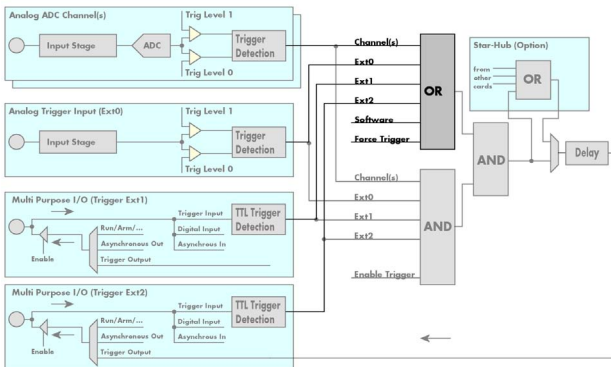 Analog ADC Channel(s)
Trig Level 1
Input Stage
ADC
Trigger
Detection
Trig Level 0
Analog Trigger Input (Ext0)
Trig Level 1
Input Stage
Trigger
Detection
Trig Level 0
Multi Purpose I/O (Trigger Ext1)
Trigger Input
TTL Trigger
Detection
Run/Arm/...
Digital Input
Asynchronous Out
Asynchrous In
Enable
Trigger Output
Multi Purpose I/O (Trigger Ext2)
Trigger Input
TTL Trigger
Detection
Run/Arm/...
Digital Input
Asynchronous Out
Asynchrous In
Enable
Trigger Output
Channel(s)
Ext0
Ext1
Ext2
Software
Force Trigger
OR
Channel(s)
Ext0
Ext1
Ext2
Enable Trigger
AND
AND
Star-Hub (Option)
from
other
cards
OR
Delay